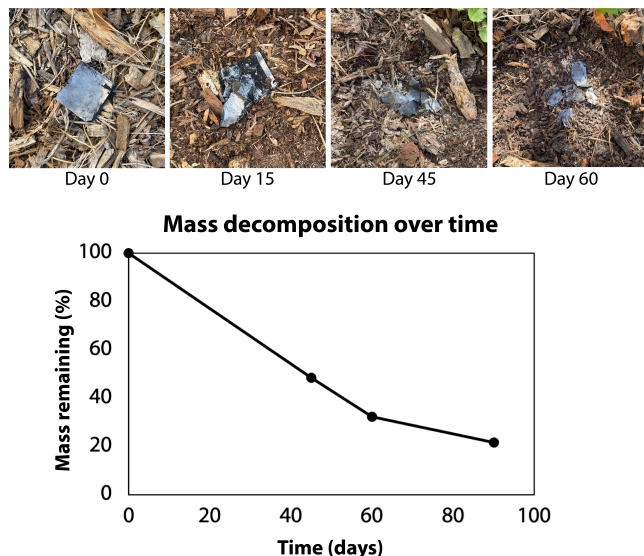 Day 0
Day 15
Day 45
Day 60
Mass decomposition over time
Mass remaining (%)
100
80
60
40
20
0
0
20
40
60
80
100
Time (days)